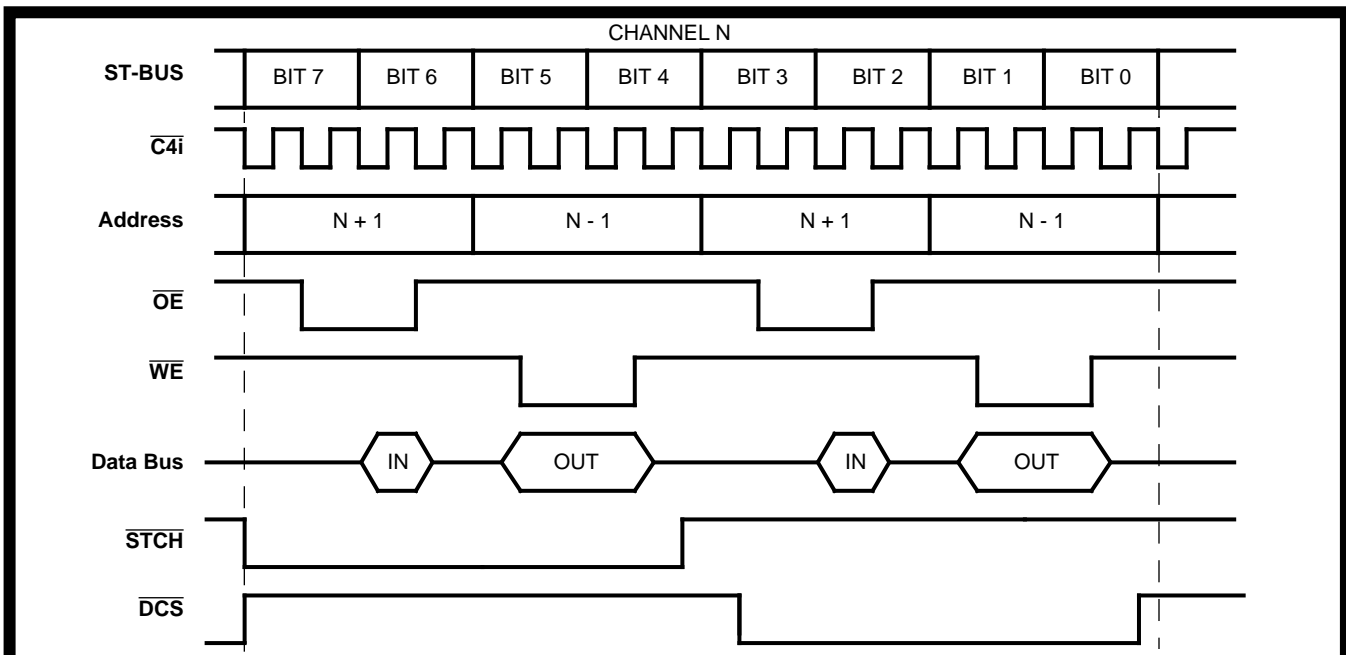 CHANNEL N
ST-BUS BIT 7 BIT 6 BIT 5 BIT 4 BIT 3 BIT 2 BIT 1 BIT 0
C4i
Address N + 1 N - 1 N + 1 N - 1
OE
WE
Data Bus IN OUT IN OUT
STCH
DCS